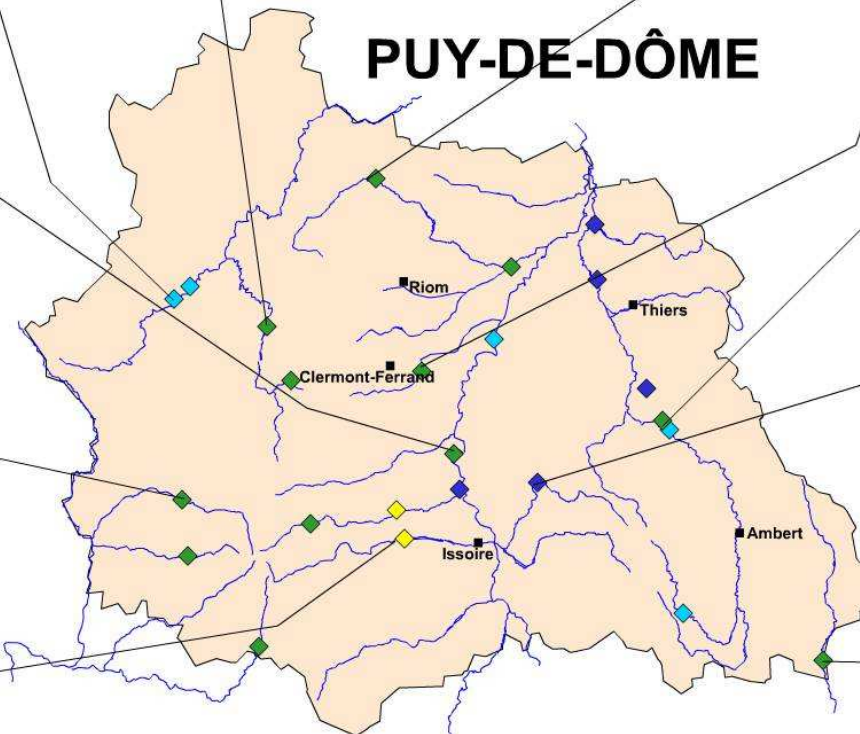 PUY-DE-DÔME
Riom
Thiers
Clermont-Ferrand
Ambert
Issoire